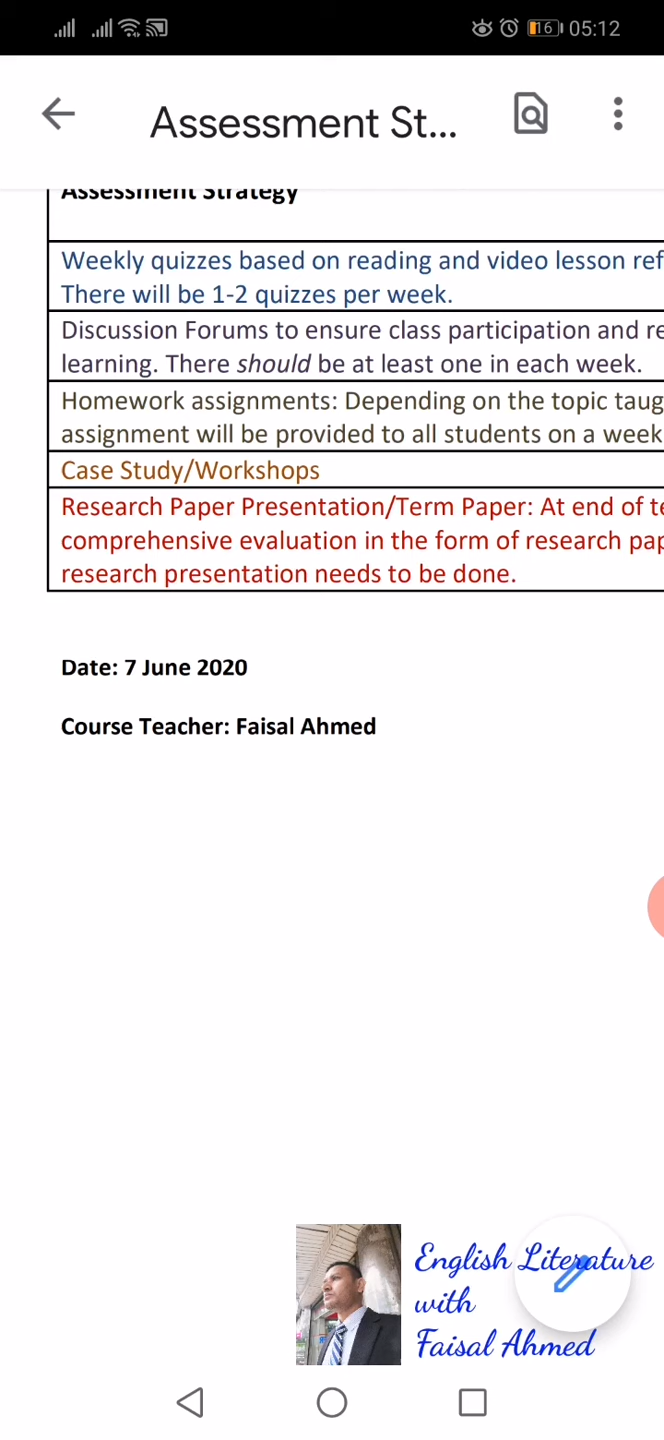 16 05:12
Assessment St...
Assessment Strategy
Weekly quizzes based on reading and video lesson ref
There will be 1-2 quizzes per week.
Discussion Forums to ensure class participation and re
learning. There should be at least one in each week.
Homework assignments: Depending on the topic taug
assignment will be provided to all students on a week
Case Study/Workshops
Research Paper Presentation/Term Paper: At end of te
comprehensive evaluation in the form of research pap
research presentation needs to be done.
Date: 7 June 2020
Course Teacher: Faisal Ahmed
English Literature
with
Faisal Ahmed